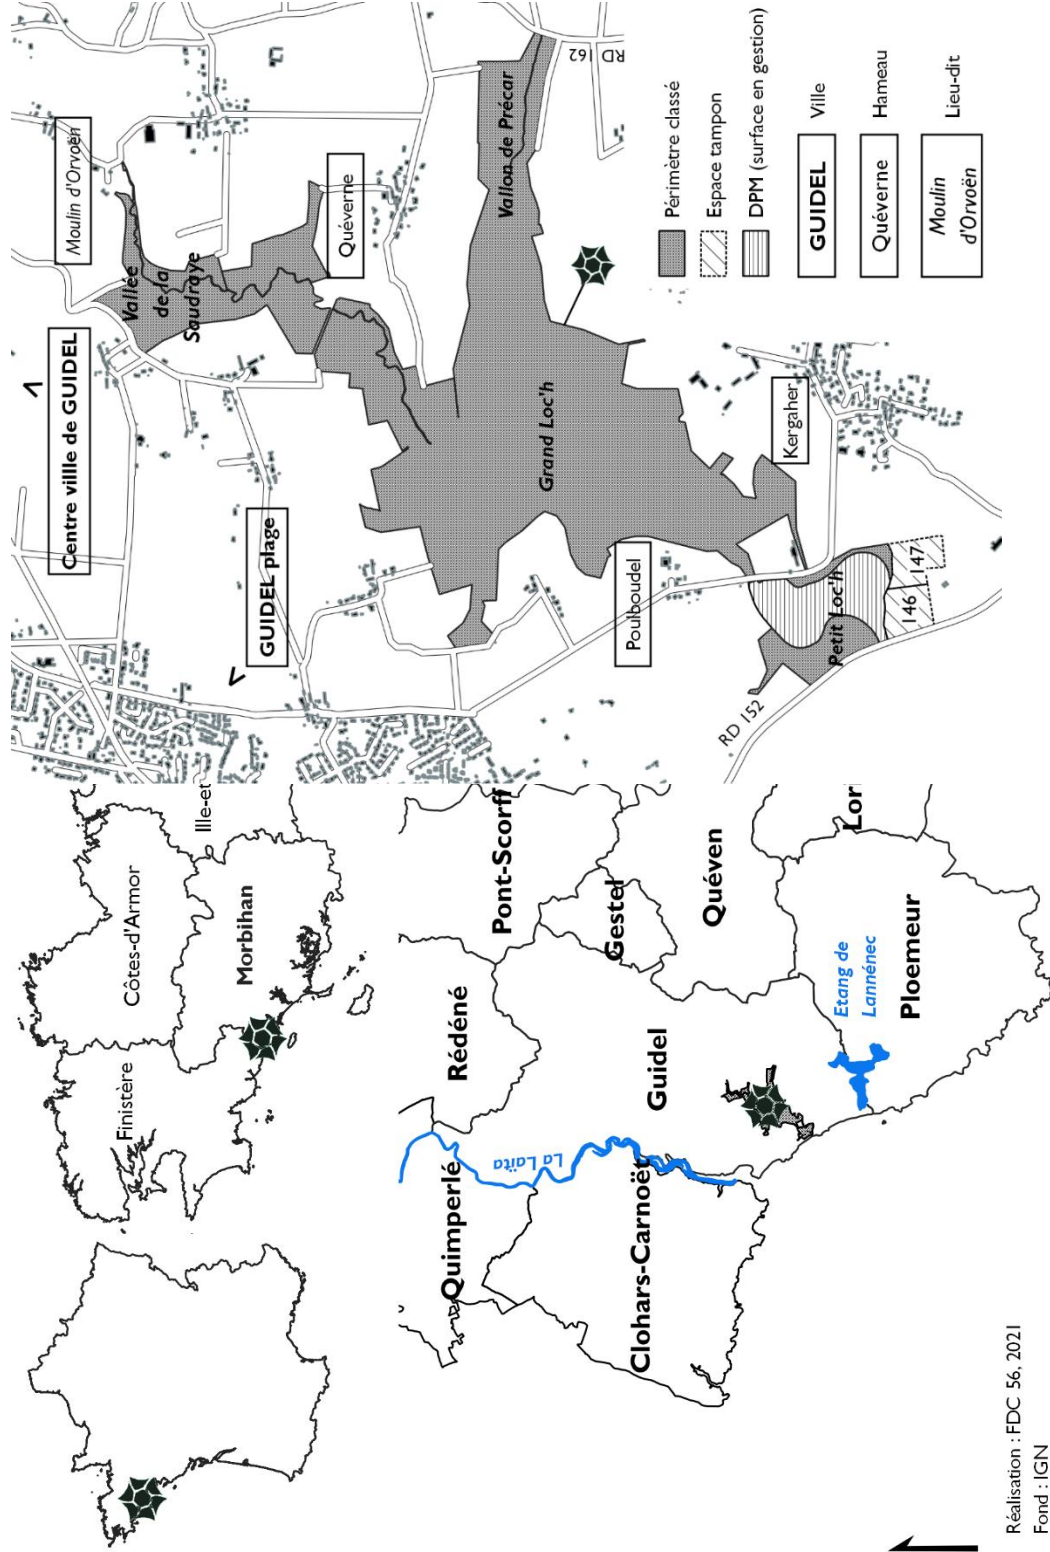 Finistère
Côtes-d'Armor
Morbihan
Ille-et
Quimperlé
Rédéné
Pont-Scorff
La Laïta
Clohars-Carnoët
Guidel
Gestel
Quéven
Etang de
Lannénec
Ploemeur
Lor
Réalisation : FDC 56, 2021
Fond : IGN
Centre villle de GUIDEL
Moulin d'Orvoën
Vallée
de la
Saudraye
GUIDEL plage
Quéverne
Vallon de Précar
RD 162
Grand Loc'h
Poulboudel
Kergaher
Petit Loc'h
146
147
RD 152
Périmètre classé
Espace tampon
DPM (surface en gestion)
GUIDEL Ville
Quéverne Hameau
Moulin
d'Orvoën Lieu-dit